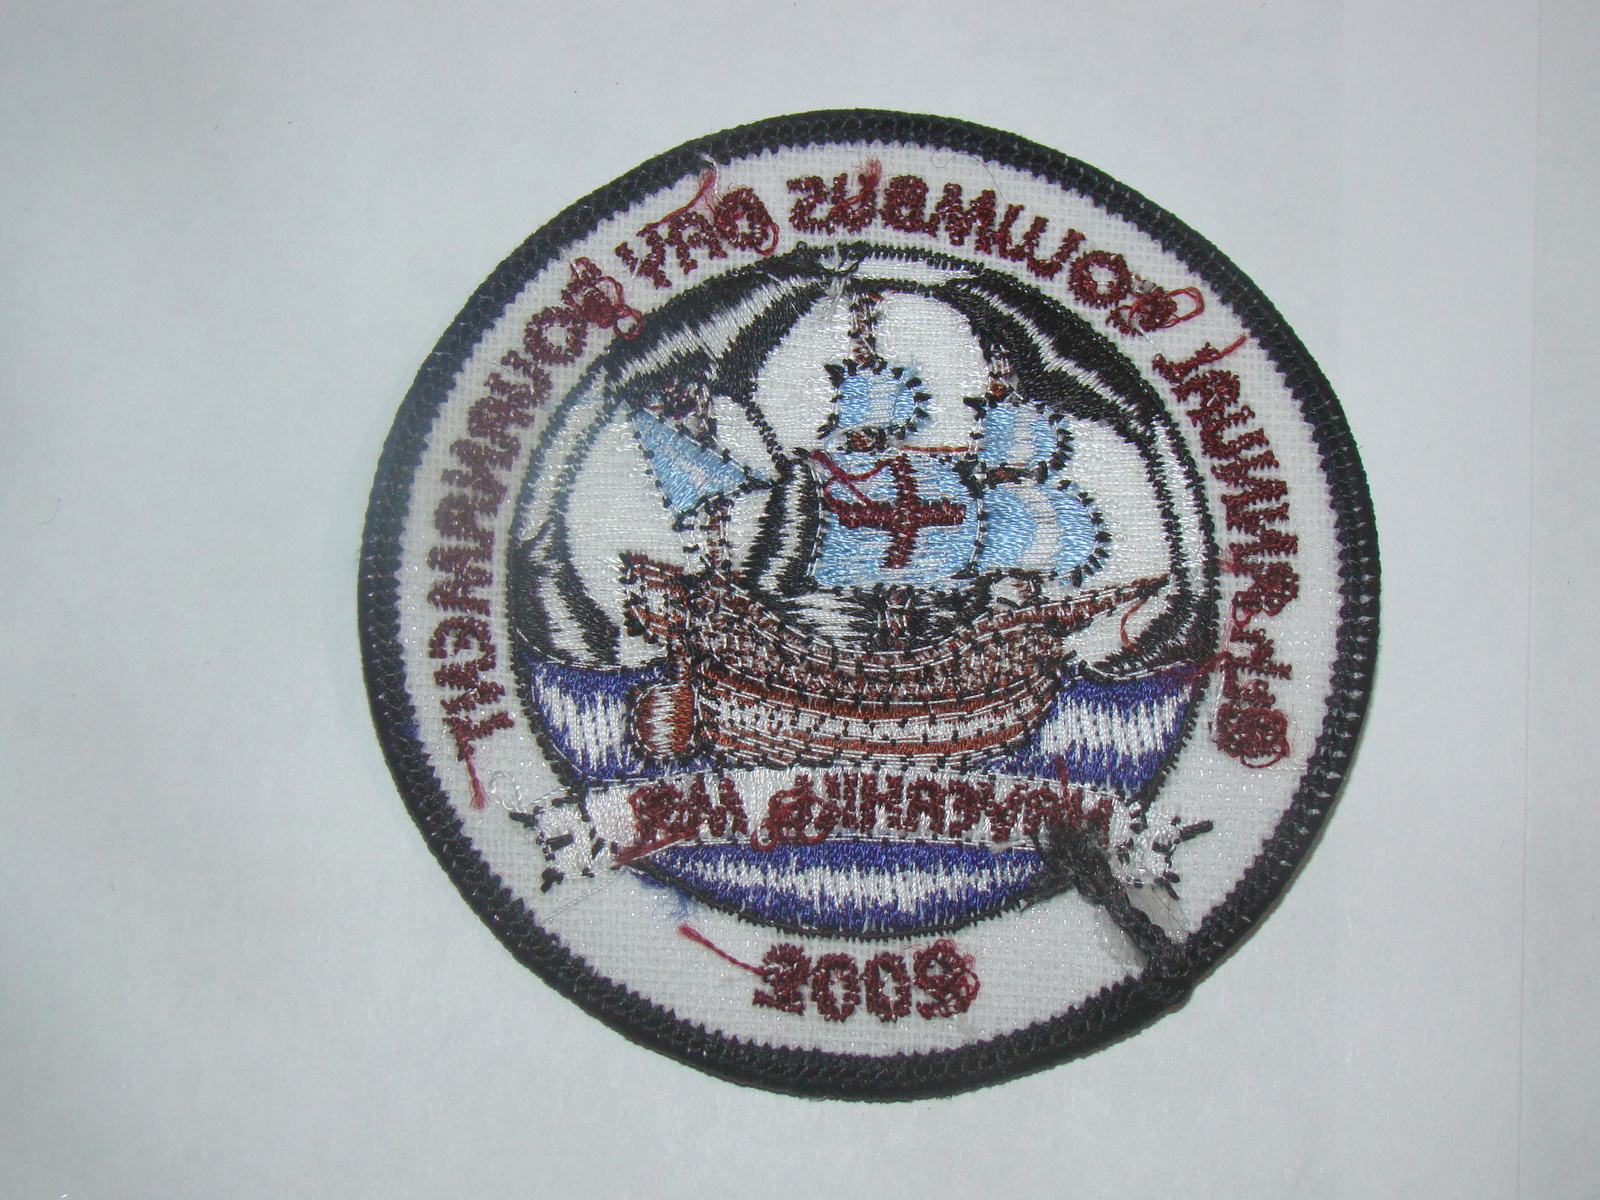 ANNUAL COLUMBUS DAY TOURNAMENT
HAVERHILL MA